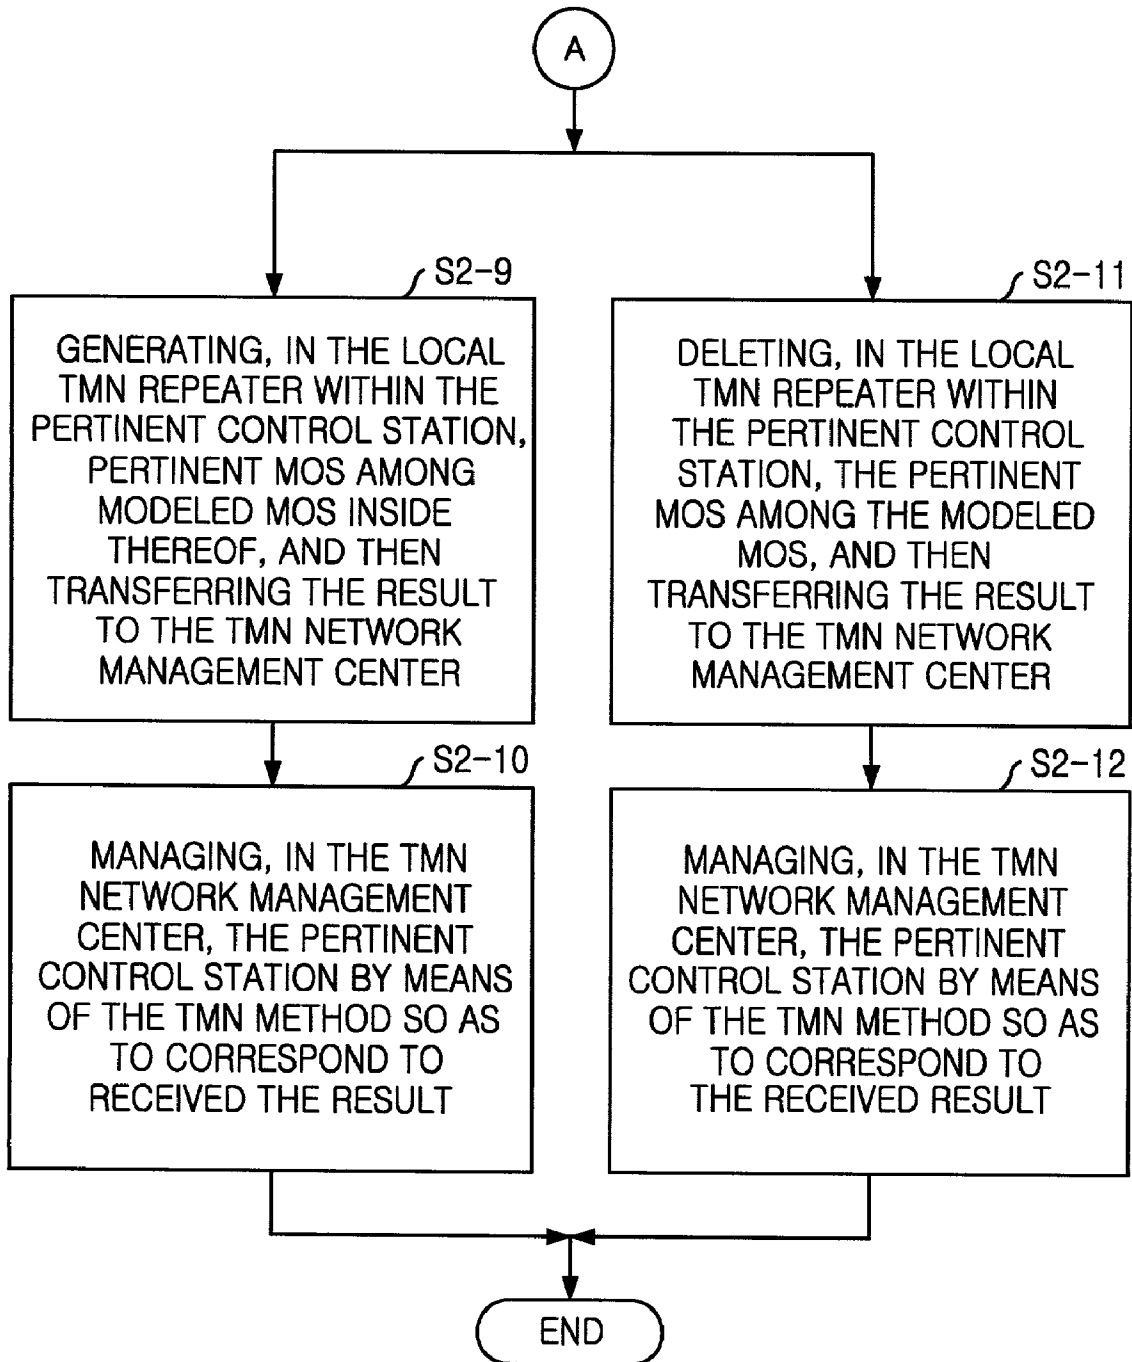 A
S2-9
GENERATING, IN THE LOCAL
TMN REPEATER WITHIN THE
PERTINENT CONTROL STATION,
PERTINENT MOS AMONG
MODELED MOS INSIDE
THEREOF, AND THEN
TRANSFERRING THE RESULT
TO THE TMN NETWORK
MANAGEMENT CENTER
S2-11
DELETING, IN THE LOCAL
TMN REPEATER WITHIN
THE PERTINENT CONTROL
STATION, THE PERTINENT
MOS AMONG THE MODELED
MOS, AND THEN
TRANSFERRING THE RESULT
TO THE TMN NETWORK
MANAGEMENT CENTER
S2-10
MANAGING, IN THE TMN
NETWORK MANAGEMENT
CENTER, THE PERTINENT
CONTROL STATION BY MEANS
OF THE TMN METHOD SO AS
TO CORRESPOND TO
RECEIVED THE RESULT
S2-12
MANAGING, IN THE TMN
NETWORK MANAGEMENT
CENTER, THE PERTINENT
CONTROL STATION BY MEANS
OF THE TMN METHOD SO AS
TO CORRESPOND TO
THE RECEIVED RESULT
END